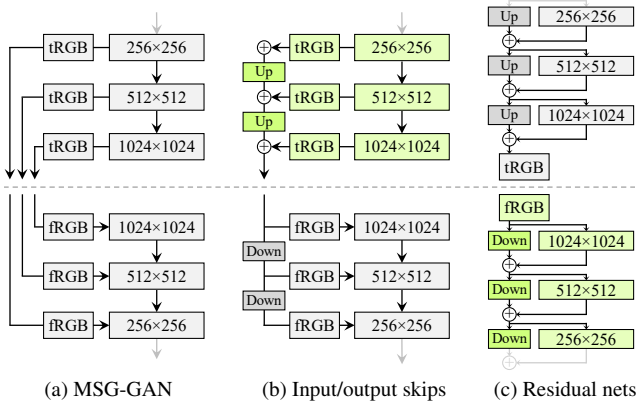 tRGB 256×256
tRGB 512×512
tRGB 1024×1024
fRGB 1024×1024
fRGB 512×512
fRGB 256×256
(a) MSG-GAN
tRGB 256×256
Up
tRGB 512×512
Up
tRGB 1024×1024
fRGB 1024×1024
Down
fRGB 512×512
Down
fRGB 256×256
(b) Input/output skips
Up 256×256
Up 512×512
Up 1024×1024
tRGB
fRGB
Down 1024×1024
Down 512×512
Down 256×256
(c) Residual nets